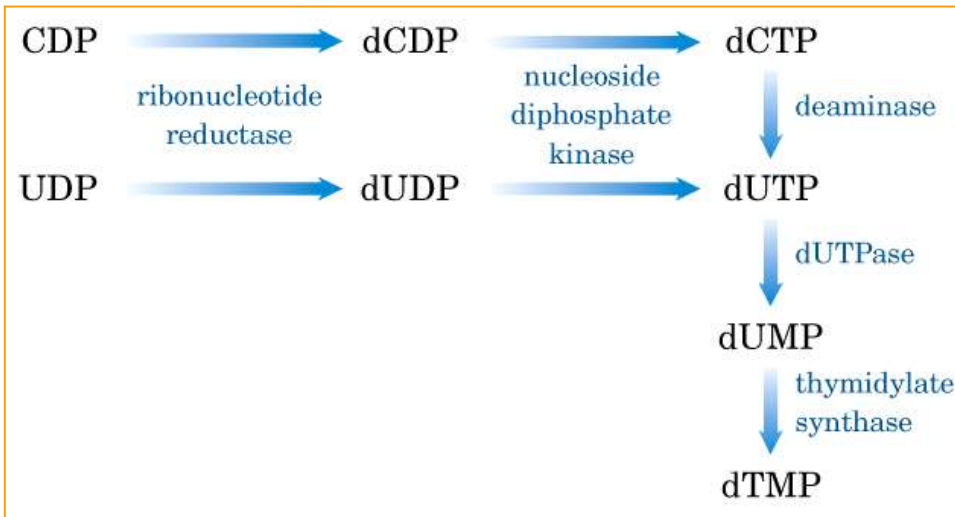 CDP dCDP dCTP
ribonucleotide
reductase
nucleoside
diphosphate
kinase
deaminase
UDP dUDP dUTP
dUTPase
dUMP
thymidylate
synthase
dTMP